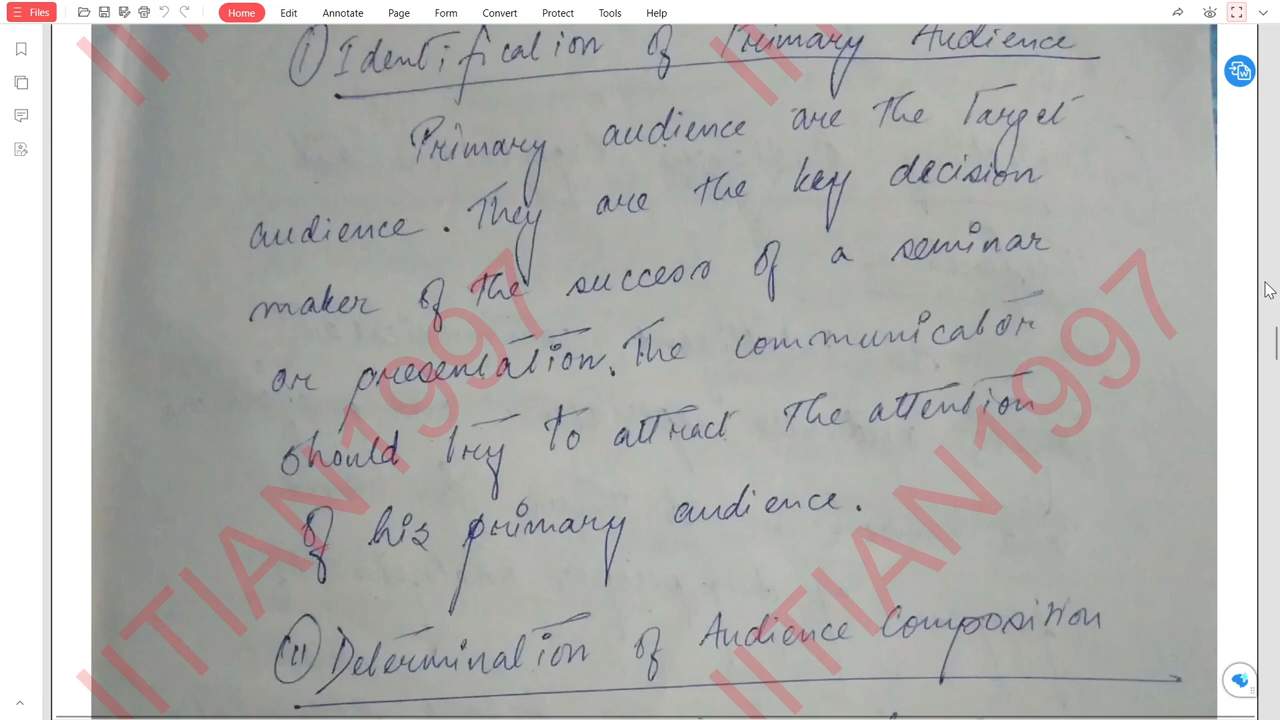 Files
Home Edit Annotate Page Form Convert Protect Tools Help
(i) Identification of Primary Audience
Primary audience are the Target
audience. They are the key decision
maker of the success of a seminar
or presentation. The communicator
should try to attract the attention
of his primary audience.
(ii) Determination of Audience Composition
IITIAN1997
IITIAN1997